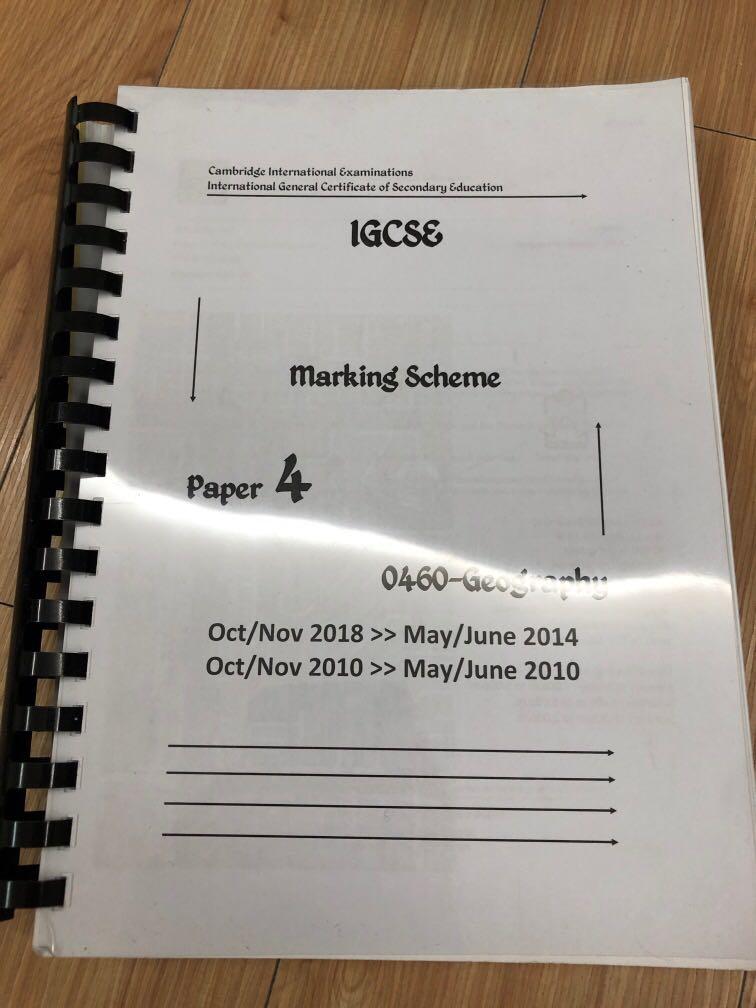 Cambridge International Examinations
International General Certificate of Secondary Education
IGCSE
Marking Scheme
Paper 4
0460-Geography
Oct/Nov 2018 >> May/June 2014
Oct/Nov 2010 >> May/June 2010